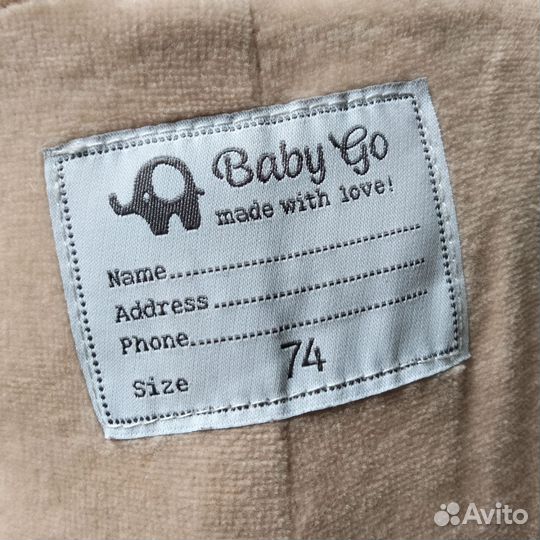 Baby Go
made with love!
Name..............................
Address..........................
Phone............................
Size 74
Avito